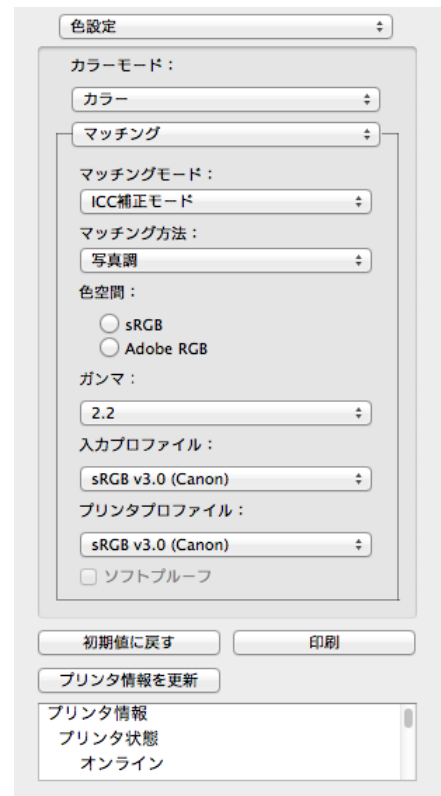 色設定
カラーモード：
カラー
マッチング
マッチングモード：
ICC補正モード
マッチング方法：
写真調
色空間：
sRGB
Adobe RGB
ガンマ：
2.2
入力プロファイル：
sRGB v3.0 (Canon)
プリンタプロファイル：
sRGB v3.0 (Canon)
ソフトプルーフ
初期値に戻す 印刷
プリンタ情報を更新
プリンタ情報
プリンタ状態
オンライン